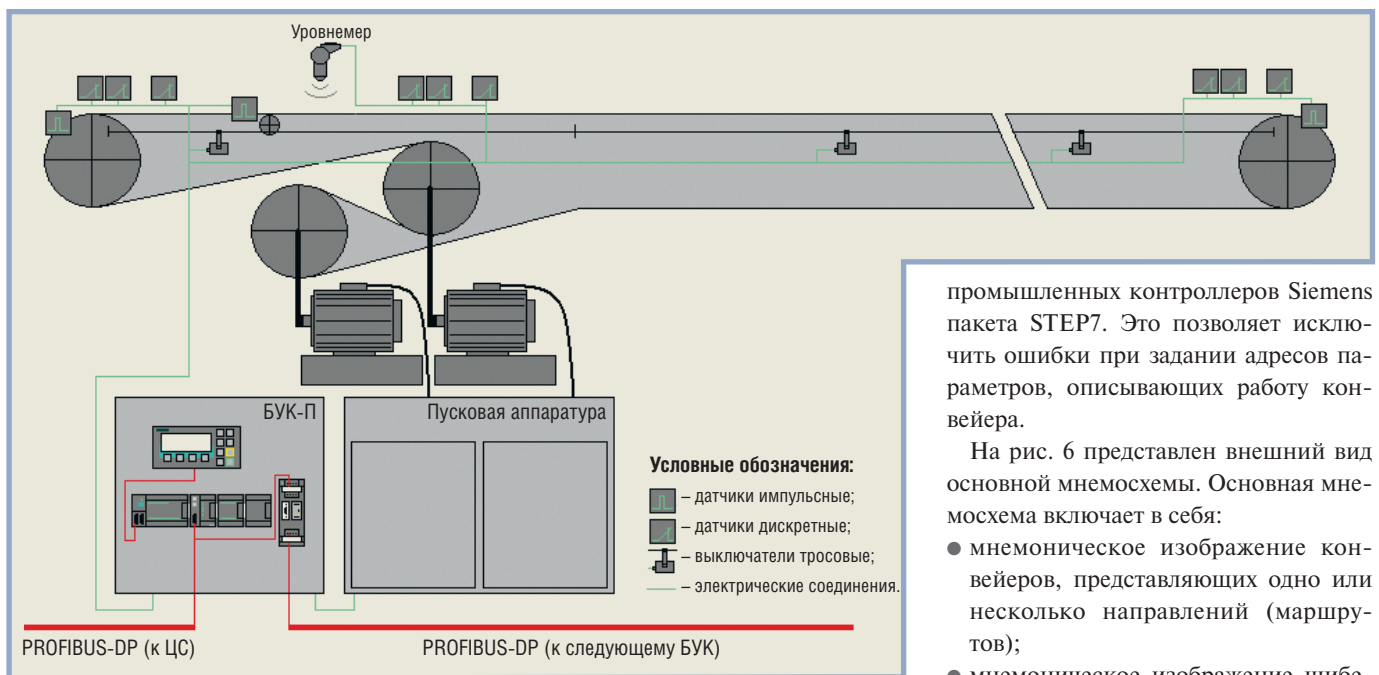 Уровнемер
БУК-П
Пусковая аппаратура
Условные обозначения:
– датчики импульсные;
– датчики дискретные;
– выключатели тросовые;
– электрические соединения.
PROFIBUS-DP (к ЦС)
PROFIBUS-DP (к следующему БУК)
промышленных контроллеров Siemens
пакета STEP7. Это позволяет исклю-
чить ошибки при задании адресов па-
раметров, описывающих работу кон-
вейера.
На рис. 6 представлен внешний вид
основной мнемосхемы. Основная мне-
мосхема включает в себя:
● мнемоническое изображение кон-
вейеров, представляющих одно или
несколько направлений (маршру-
тов);
● мнемоническое изображение шибе-